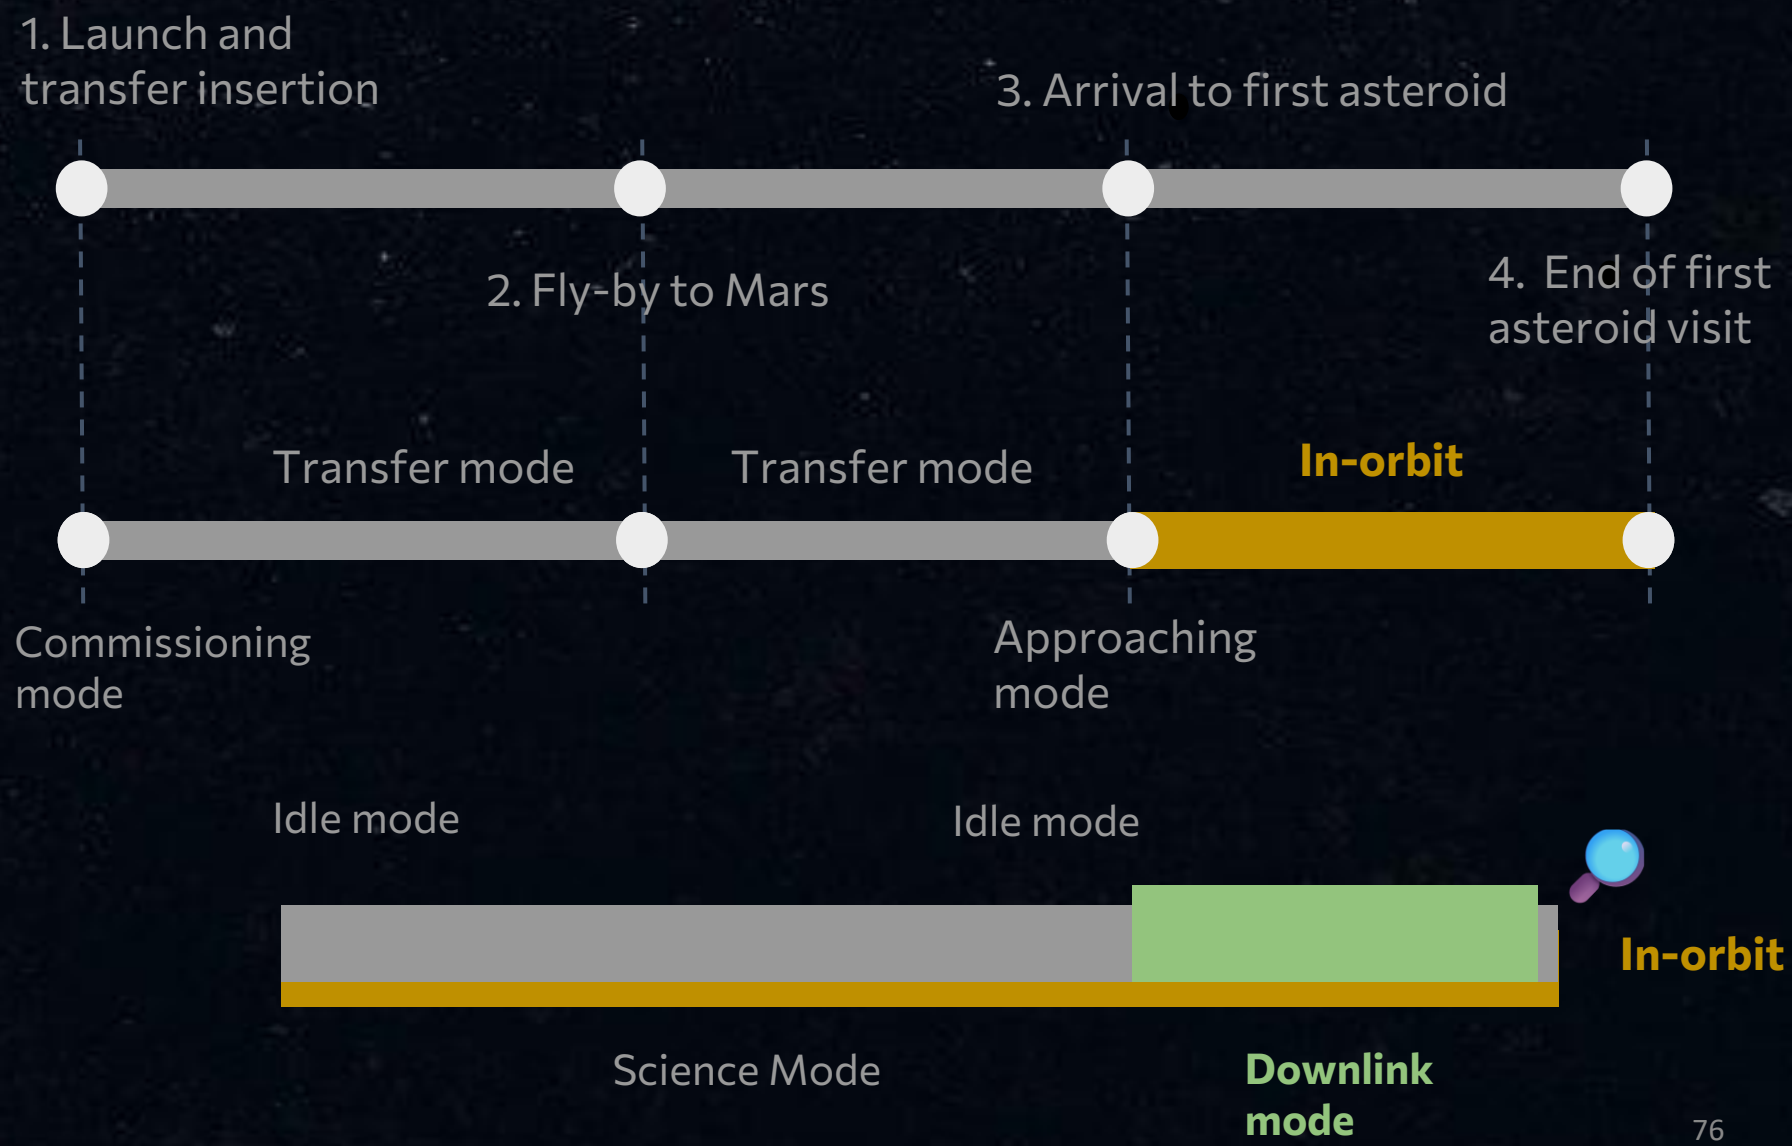 1. Launch and
transfer insertion
3. Arrival to first asteroid
2. Fly-by to Mars
4.  End of first
asteroid visit
Transfer mode
Transfer mode
In-orbit
Commissioning
mode
Approaching
mode
Idle mode
Idle mode
In-orbit
Science Mode
Downlink
mode
76